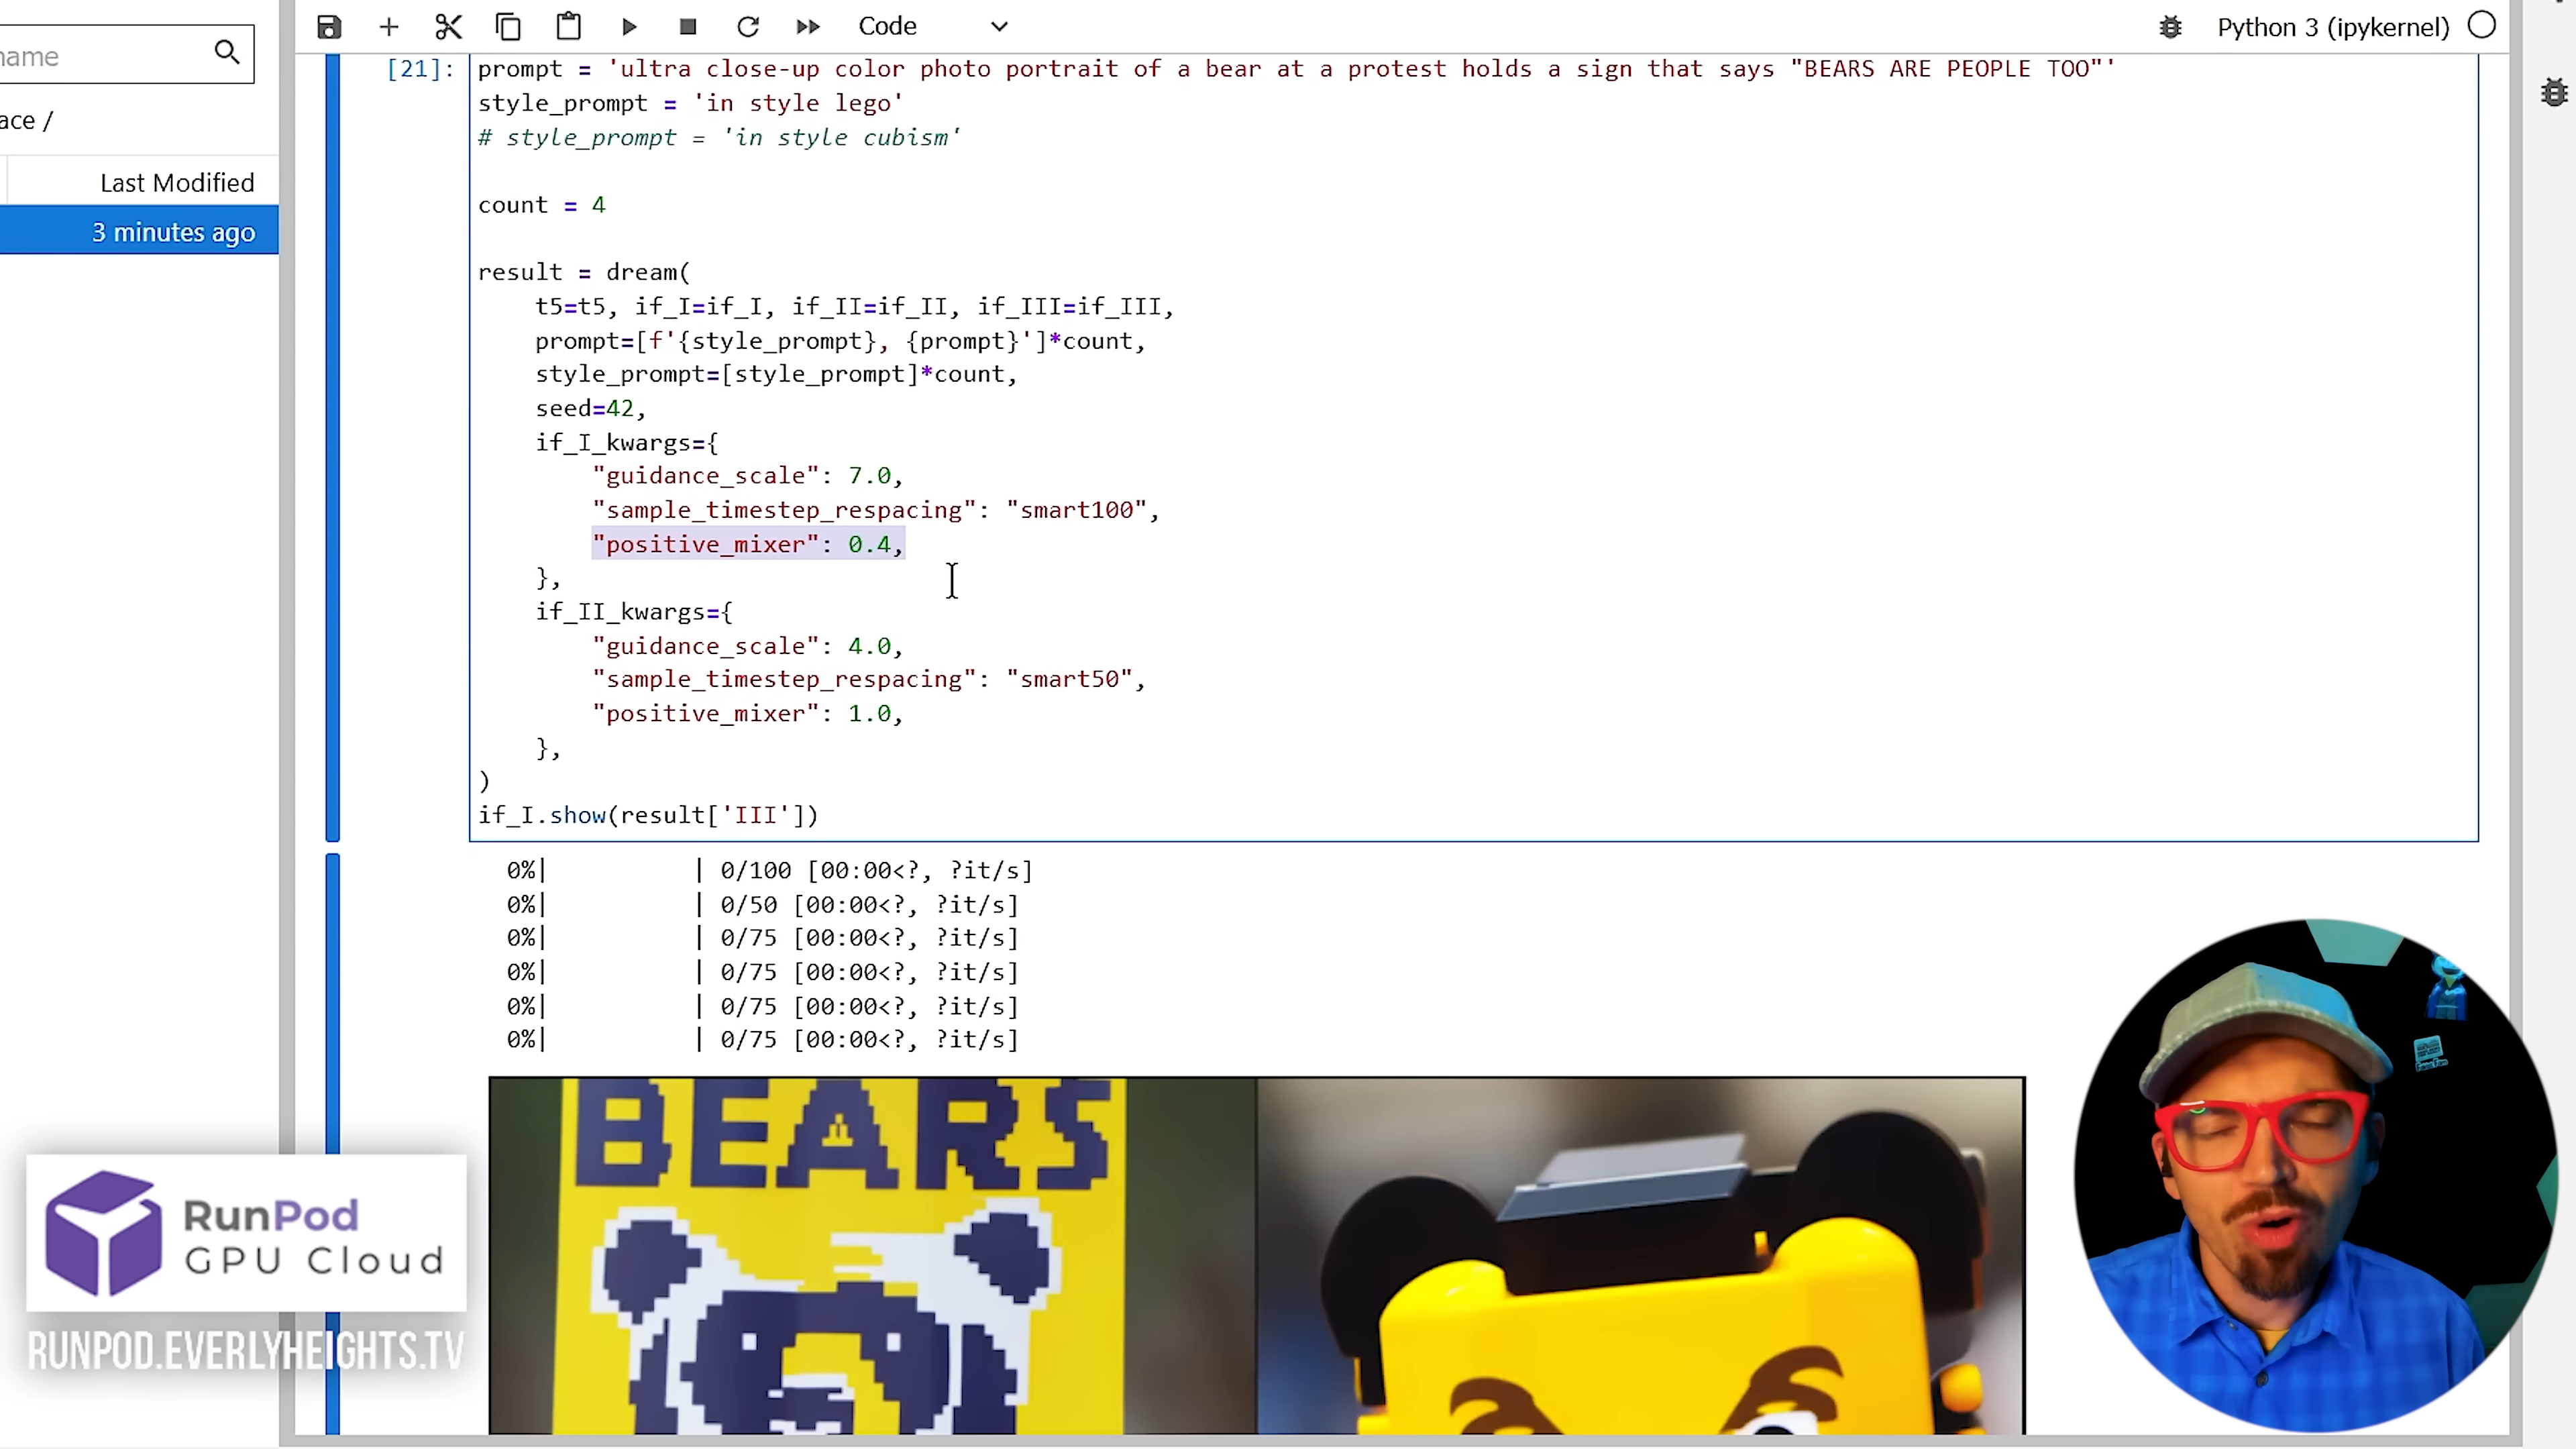 Code
Python 3 (ipykernel)
name
ace /
Last Modified
3 minutes ago
[21]:
prompt = 'ultra close-up color photo portrait of a bear at a protest holds a sign that says "BEARS ARE PEOPLE TOO"'
style_prompt = 'in style lego'
# style_prompt = 'in style cubism'
count = 4
result = dream(
t5=t5, if_I=if_I, if_II=if_II, if_III=if_III,
prompt=[f'{style_prompt}, {prompt}']*count,
style_prompt=[style_prompt]*count,
seed=42,
if_I_kwargs={
"guidance_scale": 7.0,
"sample_timestep_respacing": "smart100",
"positive_mixer": 0.4,
},
if_II_kwargs={
"guidance_scale": 4.0,
"sample_timestep_respacing": "smart50",
"positive_mixer": 1.0,
},
)
if_I.show(result['III'])
0%| | 0/100 [00:00<?, ?it/s]
0%| | 0/50 [00:00<?, ?it/s]
0%| | 0/75 [00:00<?, ?it/s]
0%| | 0/75 [00:00<?, ?it/s]
0%| | 0/75 [00:00<?, ?it/s]
0%| | 0/75 [00:00<?, ?it/s]
BEARS
RunPod
GPU Cloud
RUNPOD.EVERLYHEIGHTS.TV